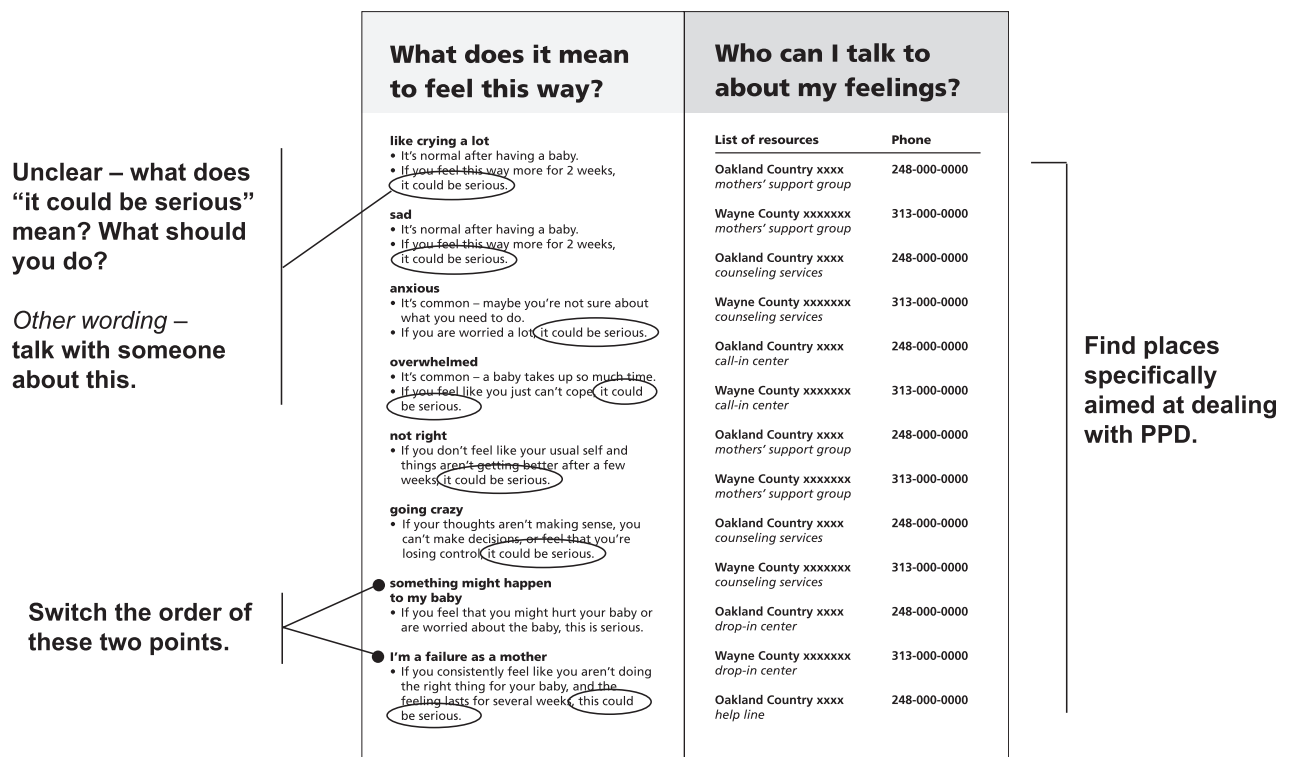 Unclear – what does
“it could be serious”
mean? What should
you do?
Other wording –
talk with someone
about this.
Switch the order of
these two points.
What does it mean
to feel this way?
like crying a lot
• It’s normal after having a baby.
• If you feel this way more for 2 weeks,
it could be serious.
sad
• It’s normal after having a baby.
• If you feel this way more for 2 weeks,
it could be serious.
anxious
• It’s common – maybe you’re not sure about
what you need to do.
• If you are worried a lot, it could be serious.
overwhelmed
• It’s common – a baby takes up so much time.
• If you feel like you just can’t cope, it could
be serious.
not right
• If you don’t feel like your usual self and
things aren’t getting better after a few
weeks, it could be serious.
going crazy
• If your thoughts aren’t making sense, you
can’t make decisions, or feel that you’re
losing control, it could be serious.
something might happen
to my baby
• If you feel that you might hurt your baby or
are worried about the baby, this is serious.
I’m a failure as a mother
• If you consistently feel like you aren’t doing
the right thing for your baby, and the
feeling lasts for several weeks, this could
be serious.
Who can I talk to
about my feelings?
List of resources Phone
Oakland Country xxxx 248-000-0000
mothers’ support group
Wayne County xxxxxxx 313-000-0000
mothers’ support group
Oakland Country xxxx 248-000-0000
counseling services
Wayne County xxxxxxx 313-000-0000
counseling services
Oakland Country xxxx 248-000-0000
call-in center
Wayne County xxxxxxx 313-000-0000
call-in center
Oakland Country xxxx 248-000-0000
mothers’ support group
Wayne County xxxxxxx 313-000-0000
mothers’ support group
Oakland Country xxxx 248-000-0000
counseling services
Wayne County xxxxxxx 313-000-0000
counseling services
Oakland Country xxxx 248-000-0000
drop-in center
Wayne County xxxxxxx 313-000-0000
drop-in center
Oakland Country xxxx 248-000-0000
help line
Find places
specifically
aimed at dealing
with PPD.